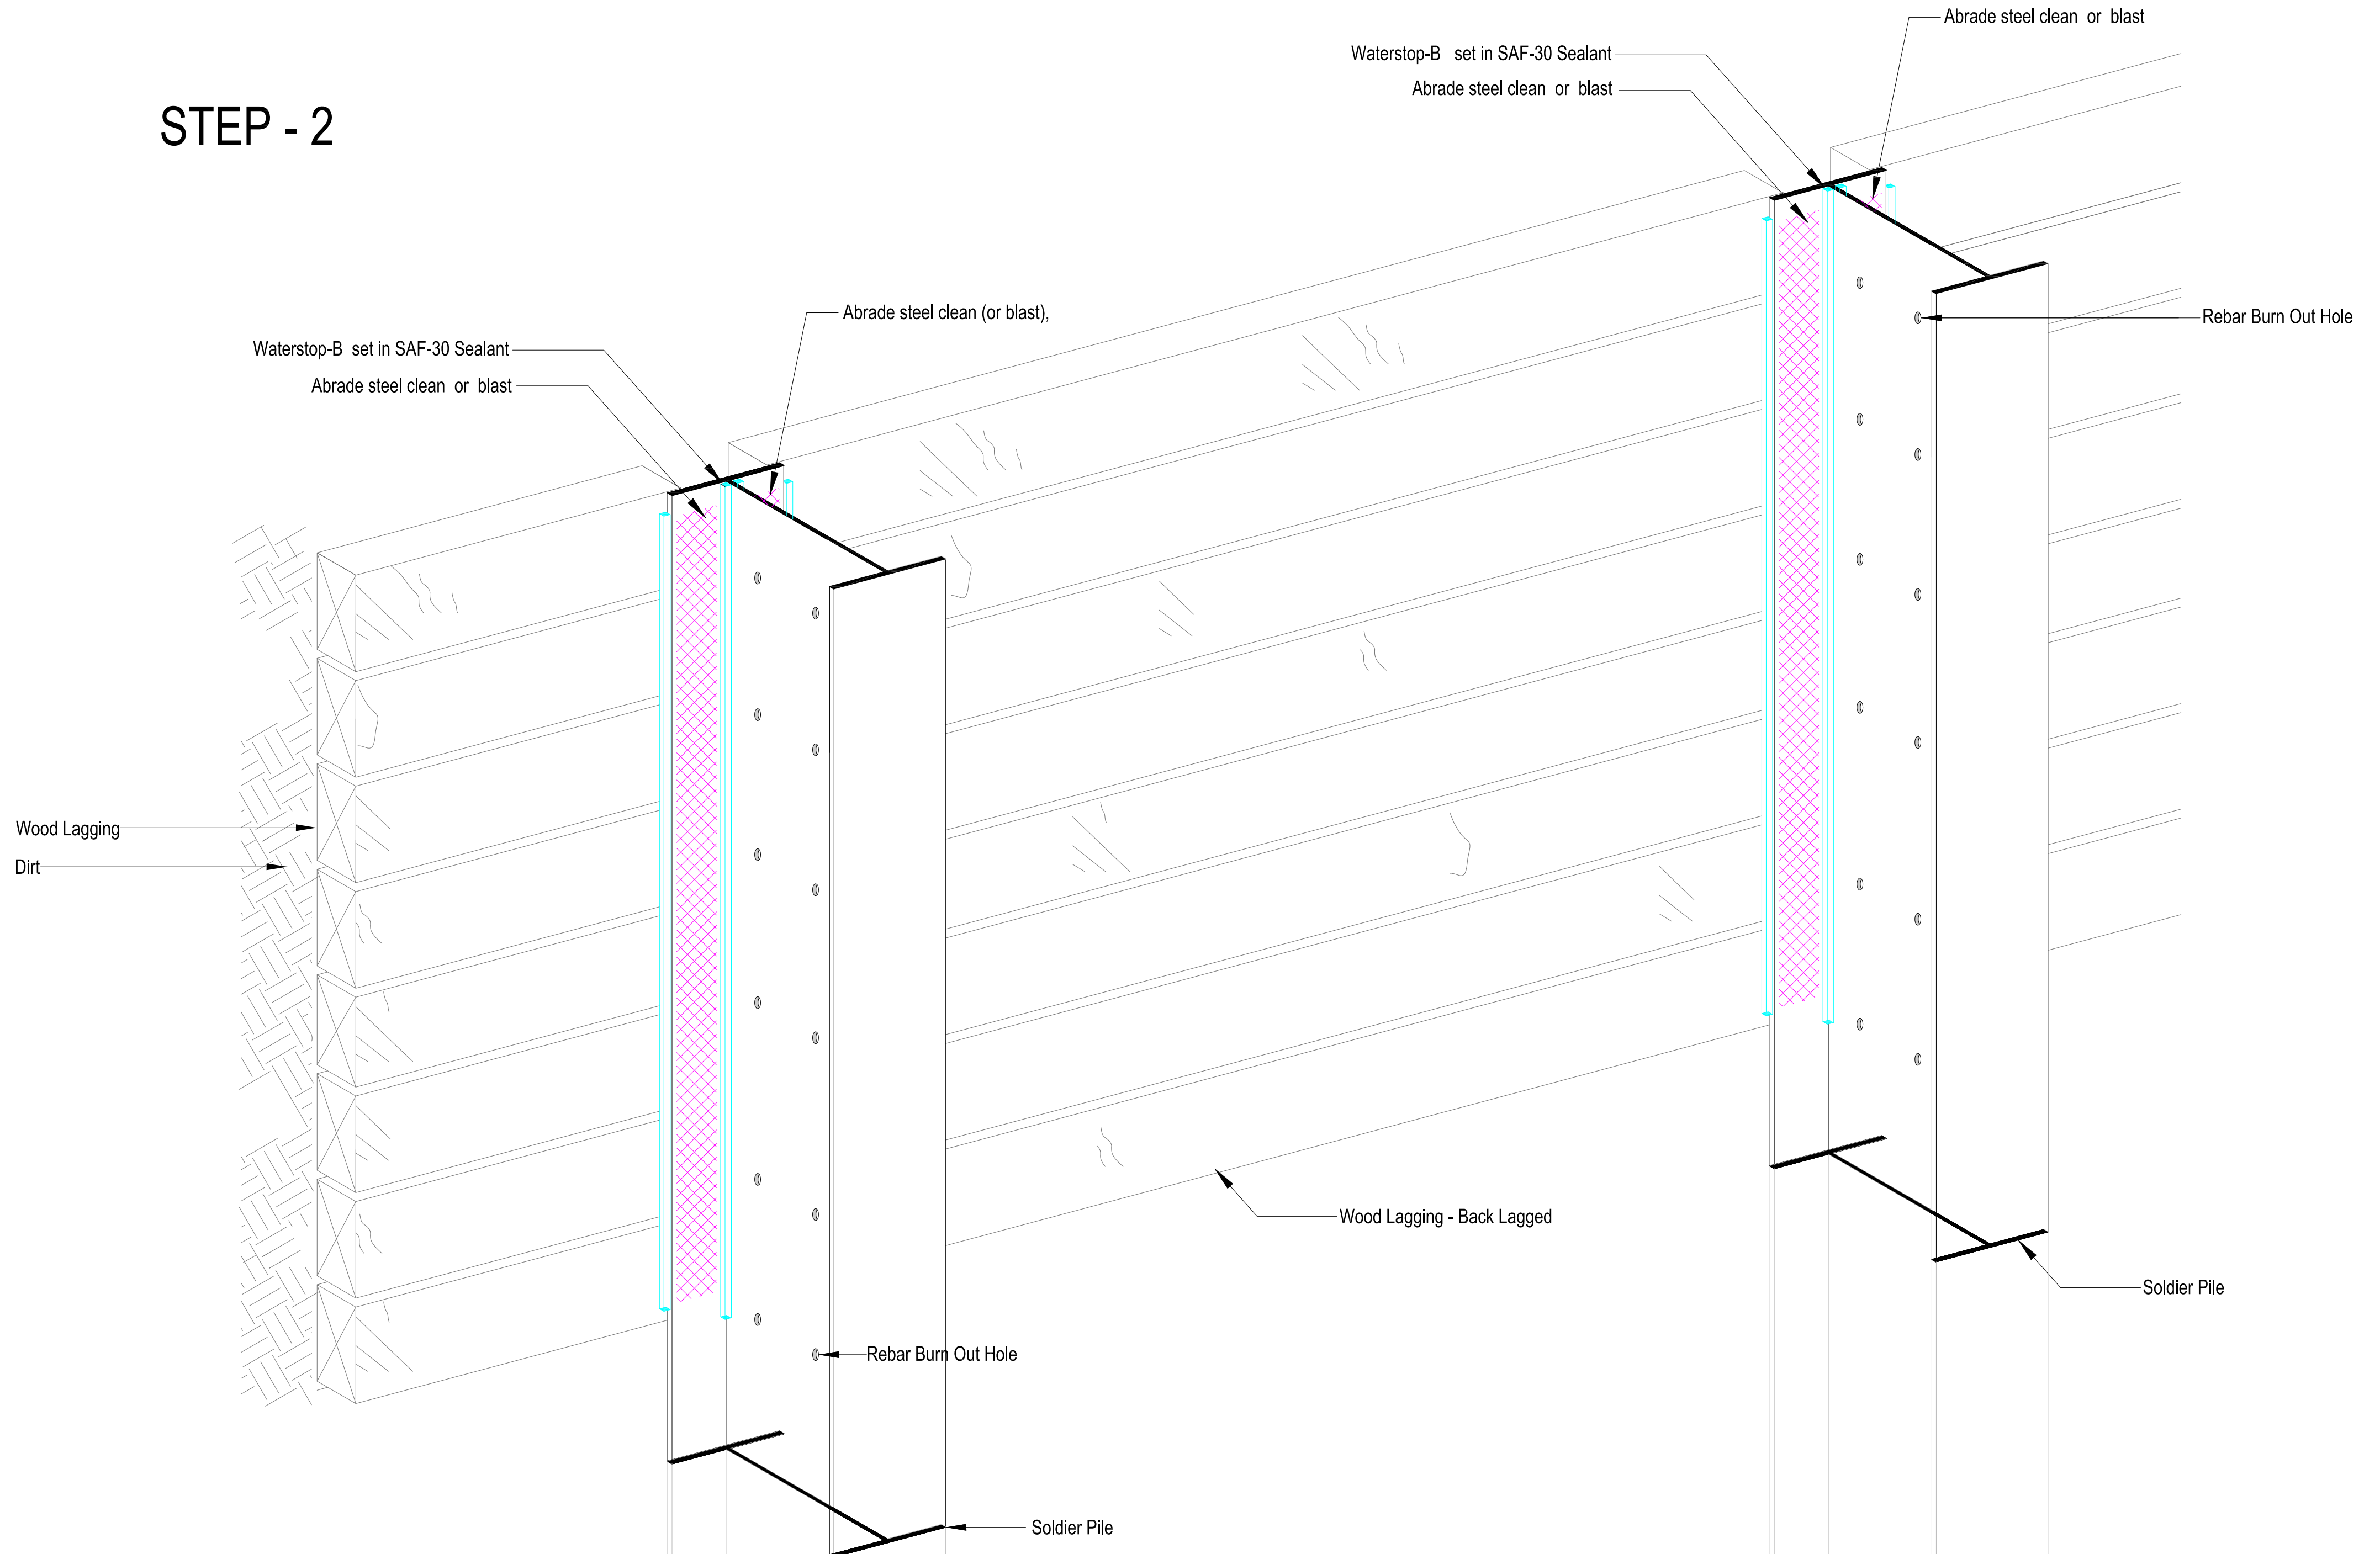 Abrade steel clean  or  blast
Waterstop-B   set in SAF-30 Sealant
Abrade steel clean  or  blast
STEP - 2
Abrade steel clean (or blast),
Rebar Burn Out Hole
Waterstop-B  set in SAF-30 Sealant
Abrade steel clean  or  blast
Wood Lagging
Dirt
Wood Lagging - Back Lagged
Soldier Pile
Rebar Burn Out Hole
Soldier Pile